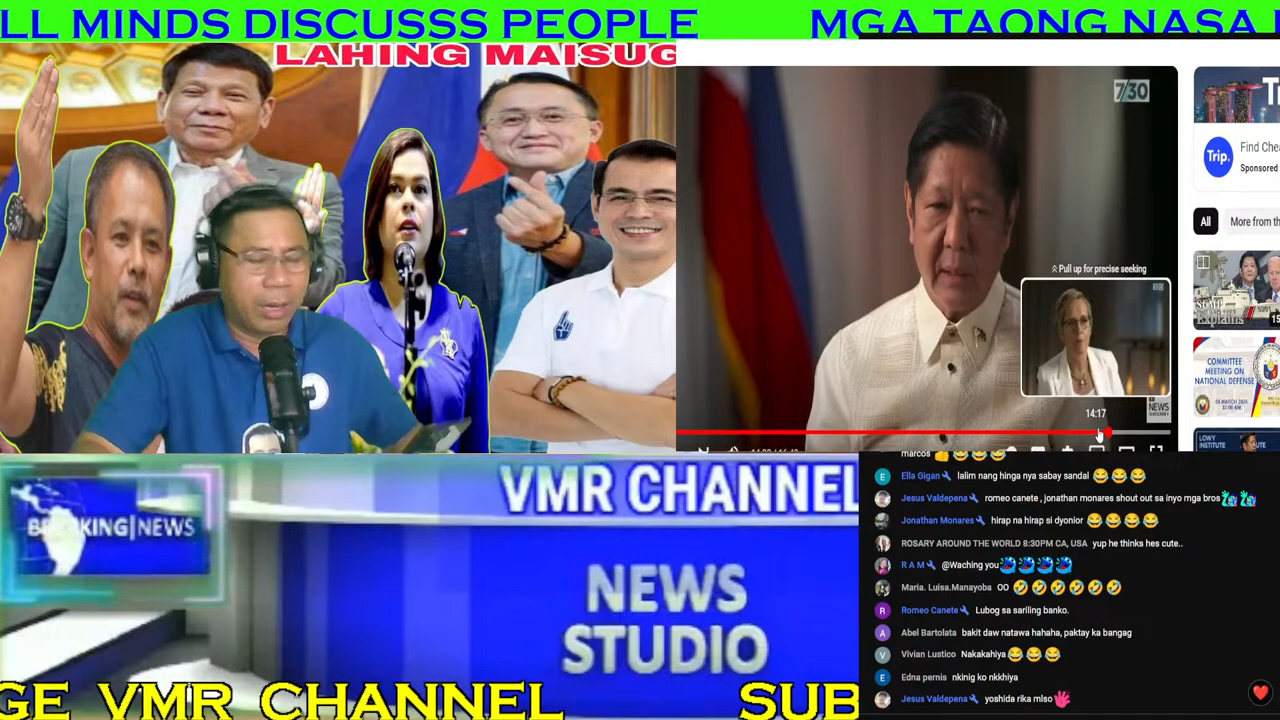 LL MINDS DISCUSSS PEOPLE
MGA TAONG NASA
LAHING MAISUG
7/30
Pull up for precise seeking
14:17
NEWS
Trip.
Find Chea
Sponsored
All
More from th
SCMP
Explains
COMMITTEE
MEETING ON
NATIONAL DEFENSE
LOWY
INSTITUTE
VMR CHANNEL
BREAKING|NEWS
NEWS
STUDIO
GE VMR CHANNEL
SUB
marcos
Ella Gigan lalim nang hinga nya sabay sandal 😂😂😂
Jesus Valdepena romeo canete , jonathan monares shout out sa inyo mga bros
Jonathan Monares hirap na hirap si dyonior 😂😂😂😂
ROSARY AROUND THE WORLD 8:30PM CA, USA yup he thinks hes cute..
R A M @Waching you
Maria. Luisa.Manayoba OO 🤣🤣🤣🤣🤣🤣
Romeo Canete Lubog sa sariling banko.
Abel Bartolata bakit daw natawa hahaha, paktay ka bangag
Vivian Lustico Nakakahiya 😂😂😂
Edna pernis nkinig ko nkkhiya
Jesus Valdepena yoshida rika mlso